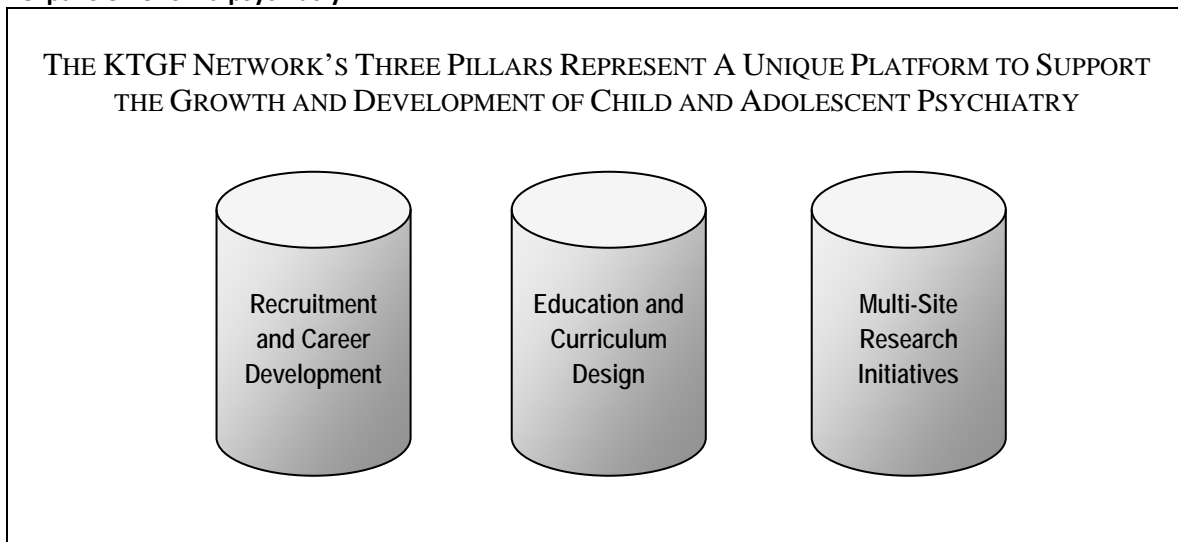 THE KTGF NETWORK'S THREE PILLARS REPRESENT A UNIQUE PLATFORM TO SUPPORT
THE GROWTH AND DEVELOPMENT OF CHILD AND ADOLESCENT PSYCHIATRY
Recruitment
and Career
Development
Education and
Curriculum
Design
Multi-Site
Research
Initiatives